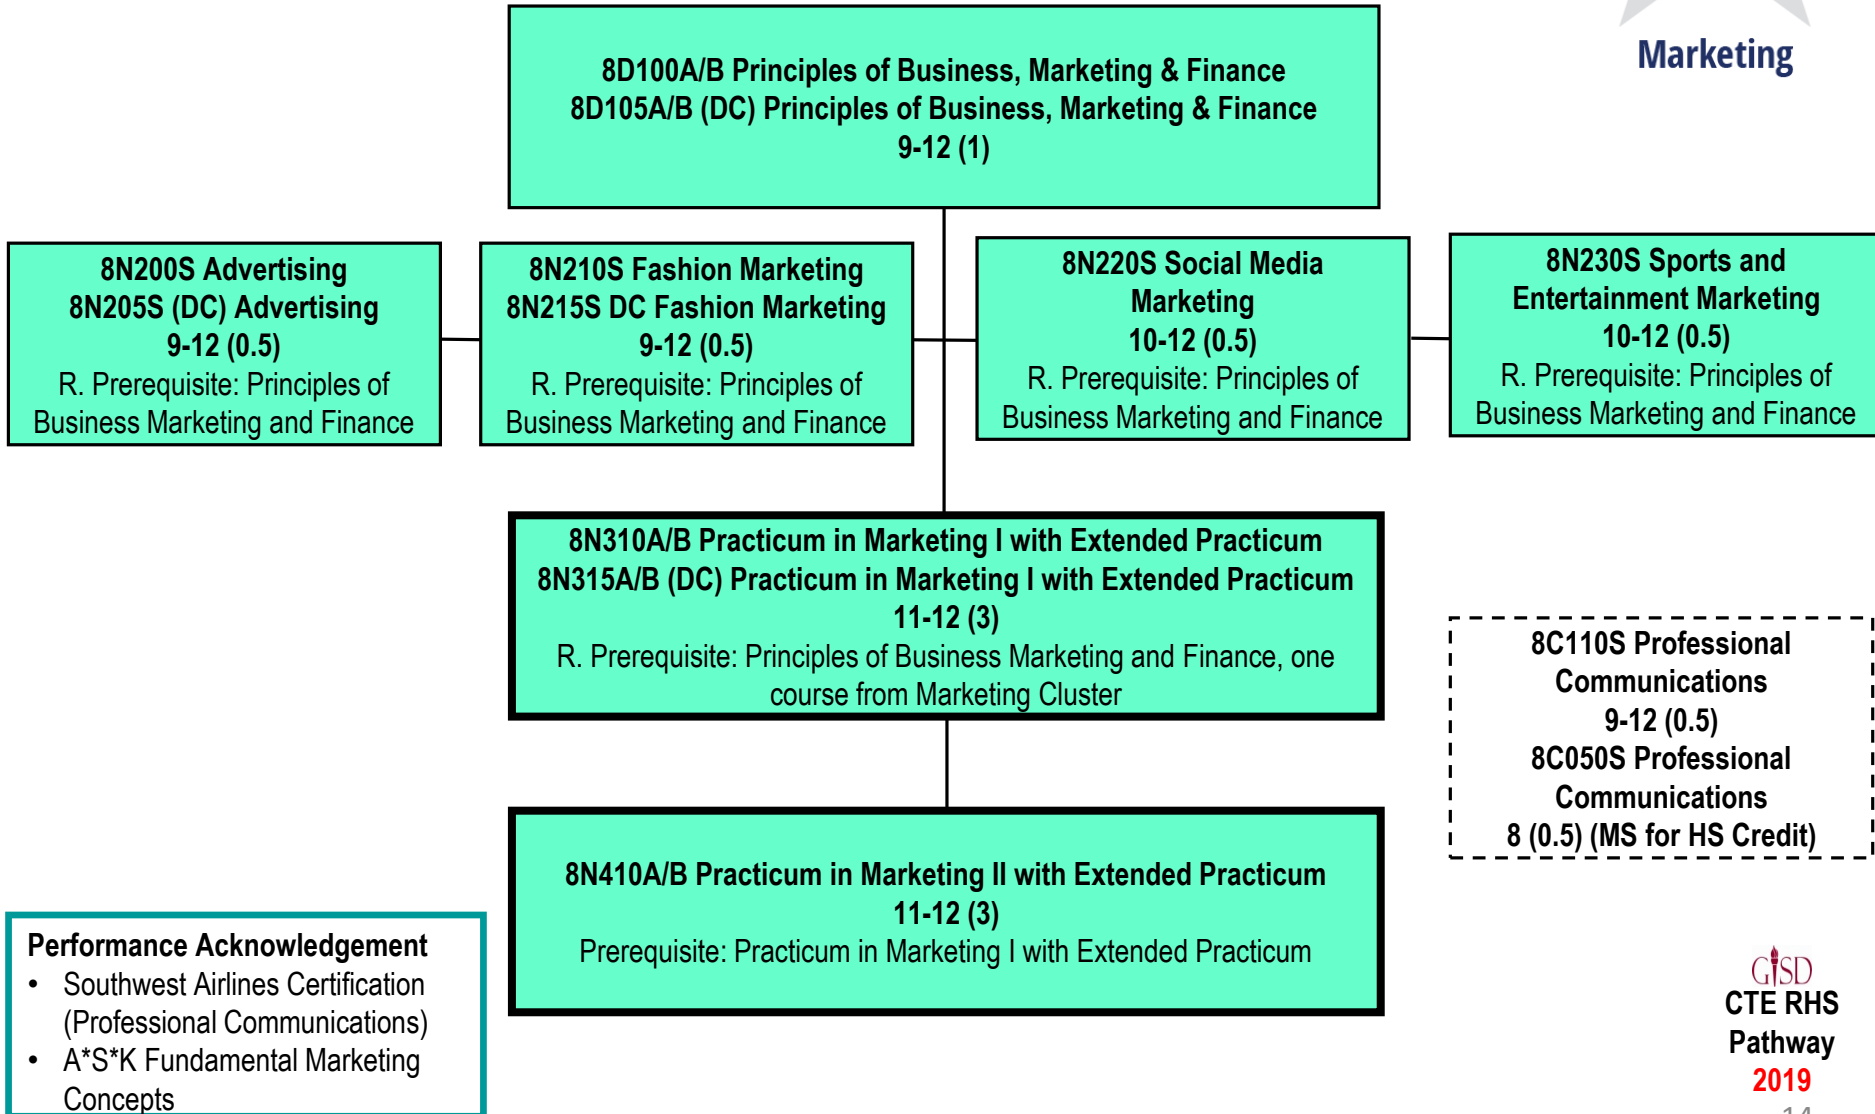 Marketing
8D100A/B Principles of Business, Marketing & Finance
8D105A/B (DC) Principles of Business, Marketing & Finance
9-12 (1)
8N200S Advertising
8N205S (DC) Advertising
9-12 (0.5)
R. Prerequisite: Principles of
Business Marketing and Finance
8N210S Fashion Marketing
8N215S DC Fashion Marketing
9-12 (0.5)
R. Prerequisite: Principles of
Business Marketing and Finance
8N220S Social Media
Marketing
10-12 (0.5)
R. Prerequisite: Principles of
Business Marketing and Finance
8N230S Sports and
Entertainment Marketing
10-12 (0.5)
R. Prerequisite: Principles of
Business Marketing and Finance
8N310A/B Practicum in Marketing I with Extended Practicum
8N315A/B (DC) Practicum in Marketing I with Extended Practicum
11-12 (3)
R. Prerequisite: Principles of Business Marketing and Finance, one
course from Marketing Cluster
8C110S Professional
Communications
9-12 (0.5)
8C050S Professional
Communications
8 (0.5) (MS for HS Credit)
8N410A/B Practicum in Marketing II with Extended Practicum
11-12 (3)
Prerequisite: Practicum in Marketing I with Extended Practicum
Performance Acknowledgement
• Southwest Airlines Certification
(Professional Communications)
• A*S*K Fundamental Marketing
Concepts
GISD
CTE RHS
Pathway
2019
14